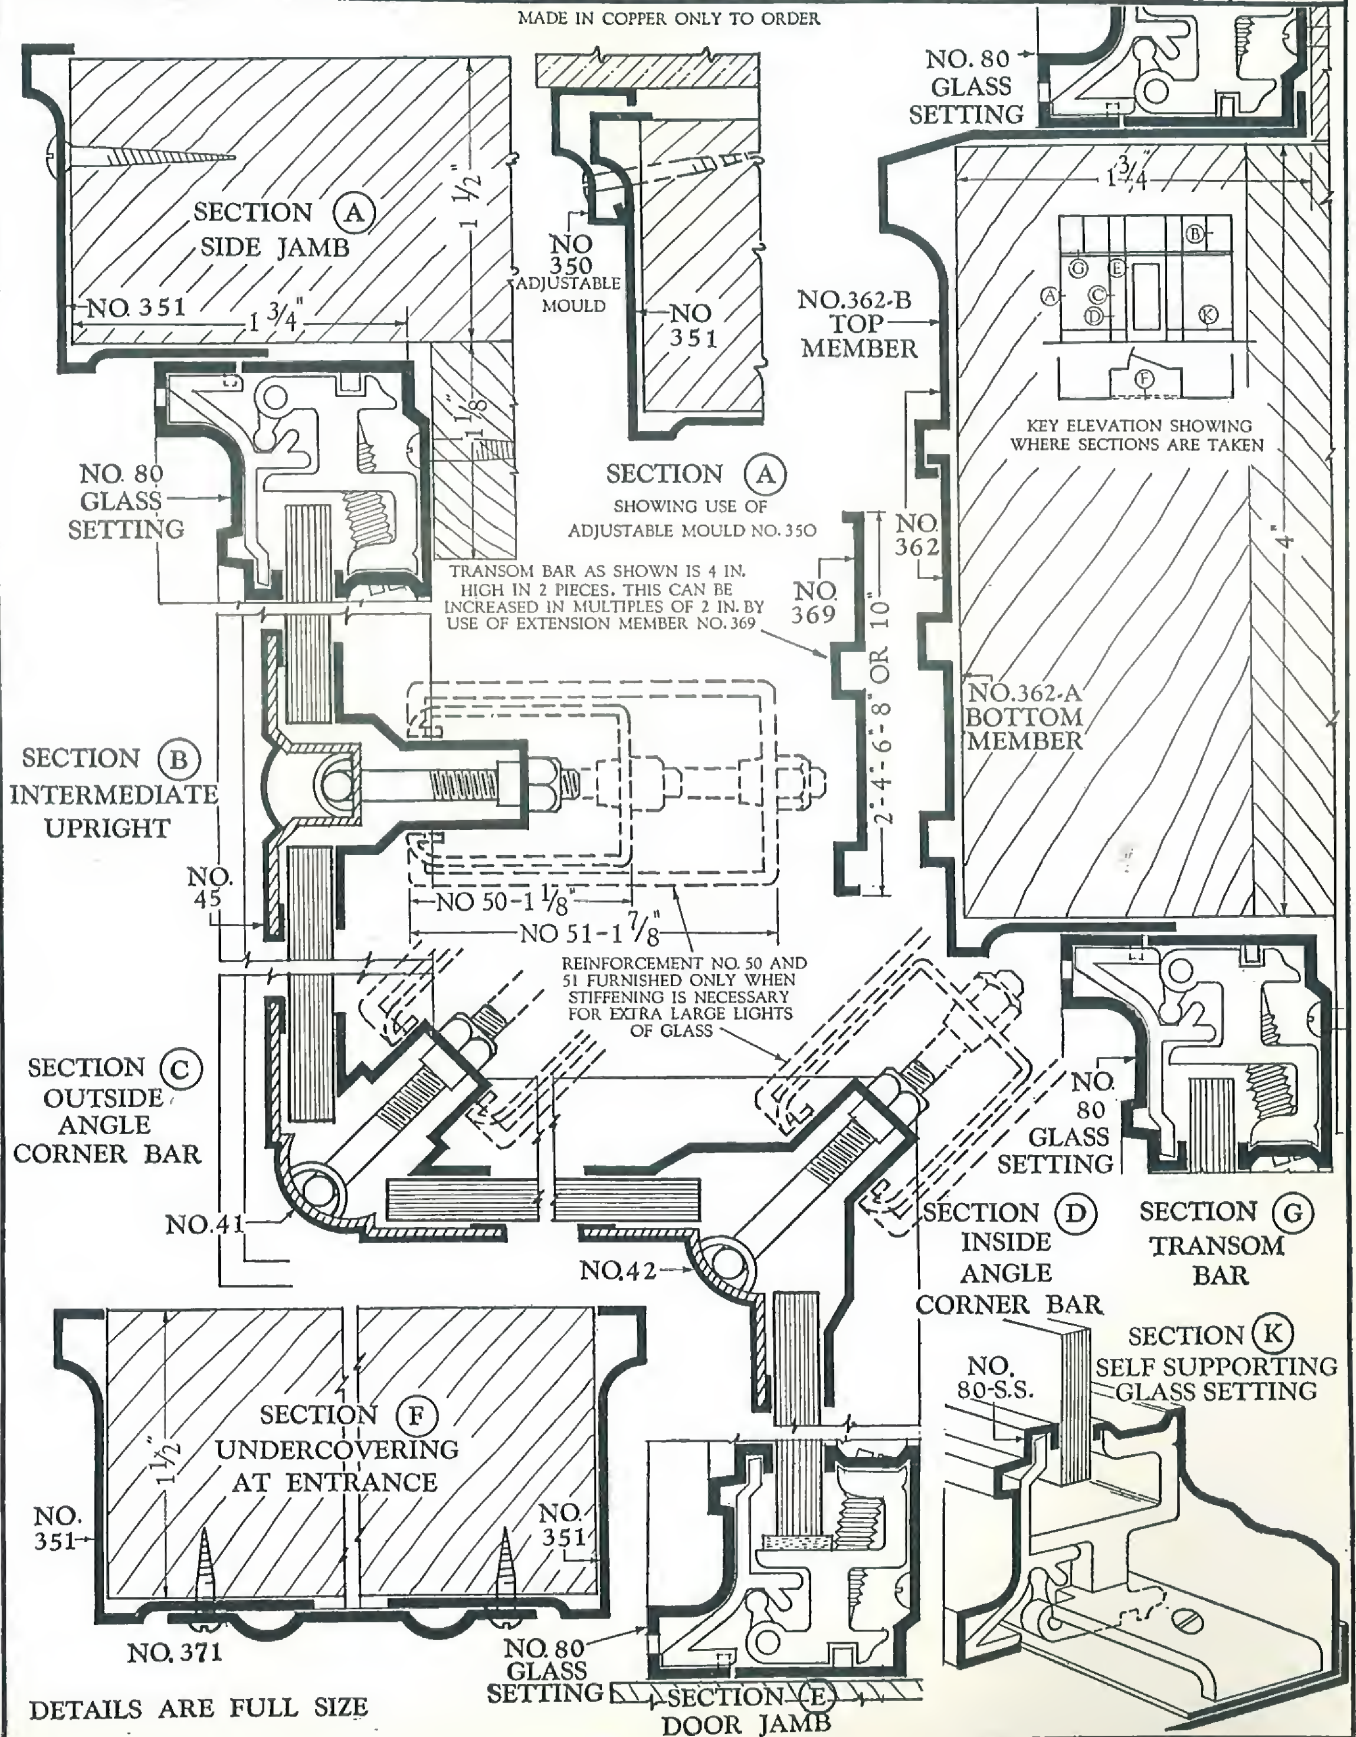 MADE IN COPPER ONLY TO ORDER
NO. 80
GLASS
SETTING
1 1/2"
SECTION A
SIDE JAMB
NO. 351
1 3/4"
1 1/8"
NO
350
ADJUSTABLE
MOULD
NO
351
SECTION A
SHOWING USE OF
ADJUSTABLE MOULD NO. 350
NO.362-B
TOP
MEMBER
1 3/4"
B
G
E
A
C
D
K
F
KEY ELEVATION SHOWING
WHERE SECTIONS ARE TAKEN
NO. 80
GLASS
SETTING
TRANSOM BAR AS SHOWN IS 4 IN.
HIGH IN 2 PIECES. THIS CAN BE
INCREASED IN MULTIPLES OF 2 IN. BY
USE OF EXTENSION MEMBER NO. 369
NO.
369
2"-4"-6"-8" OR 10"
NO.
362
4"
NO.362-A
BOTTOM
MEMBER
SECTION B
INTERMEDIATE
UPRIGHT
NO.
45
NO 50-1 1/8"
NO 51-1 7/8"
REINFORCEMENT NO. 50 AND
51 FURNISHED ONLY WHEN
STIFFENING IS NECESSARY
FOR EXTRA LARGE LIGHTS
OF GLASS
SECTION C
OUTSIDE
ANGLE
CORNER BAR
NO.41
NO.42
NO.
80
GLASS
SETTING
SECTION D
INSIDE
ANGLE
CORNER BAR
SECTION G
TRANSOM
BAR
SECTION F
UNDERCOVERING
AT ENTRANCE
1 1/2"
NO.
351
NO.
351
NO. 371
NO. 80
GLASS
SETTING
SECTION E
DOOR JAMB
SECTION K
SELF SUPPORTING
GLASS SETTING
NO.
80-S.S.
DETAILS ARE FULL SIZE